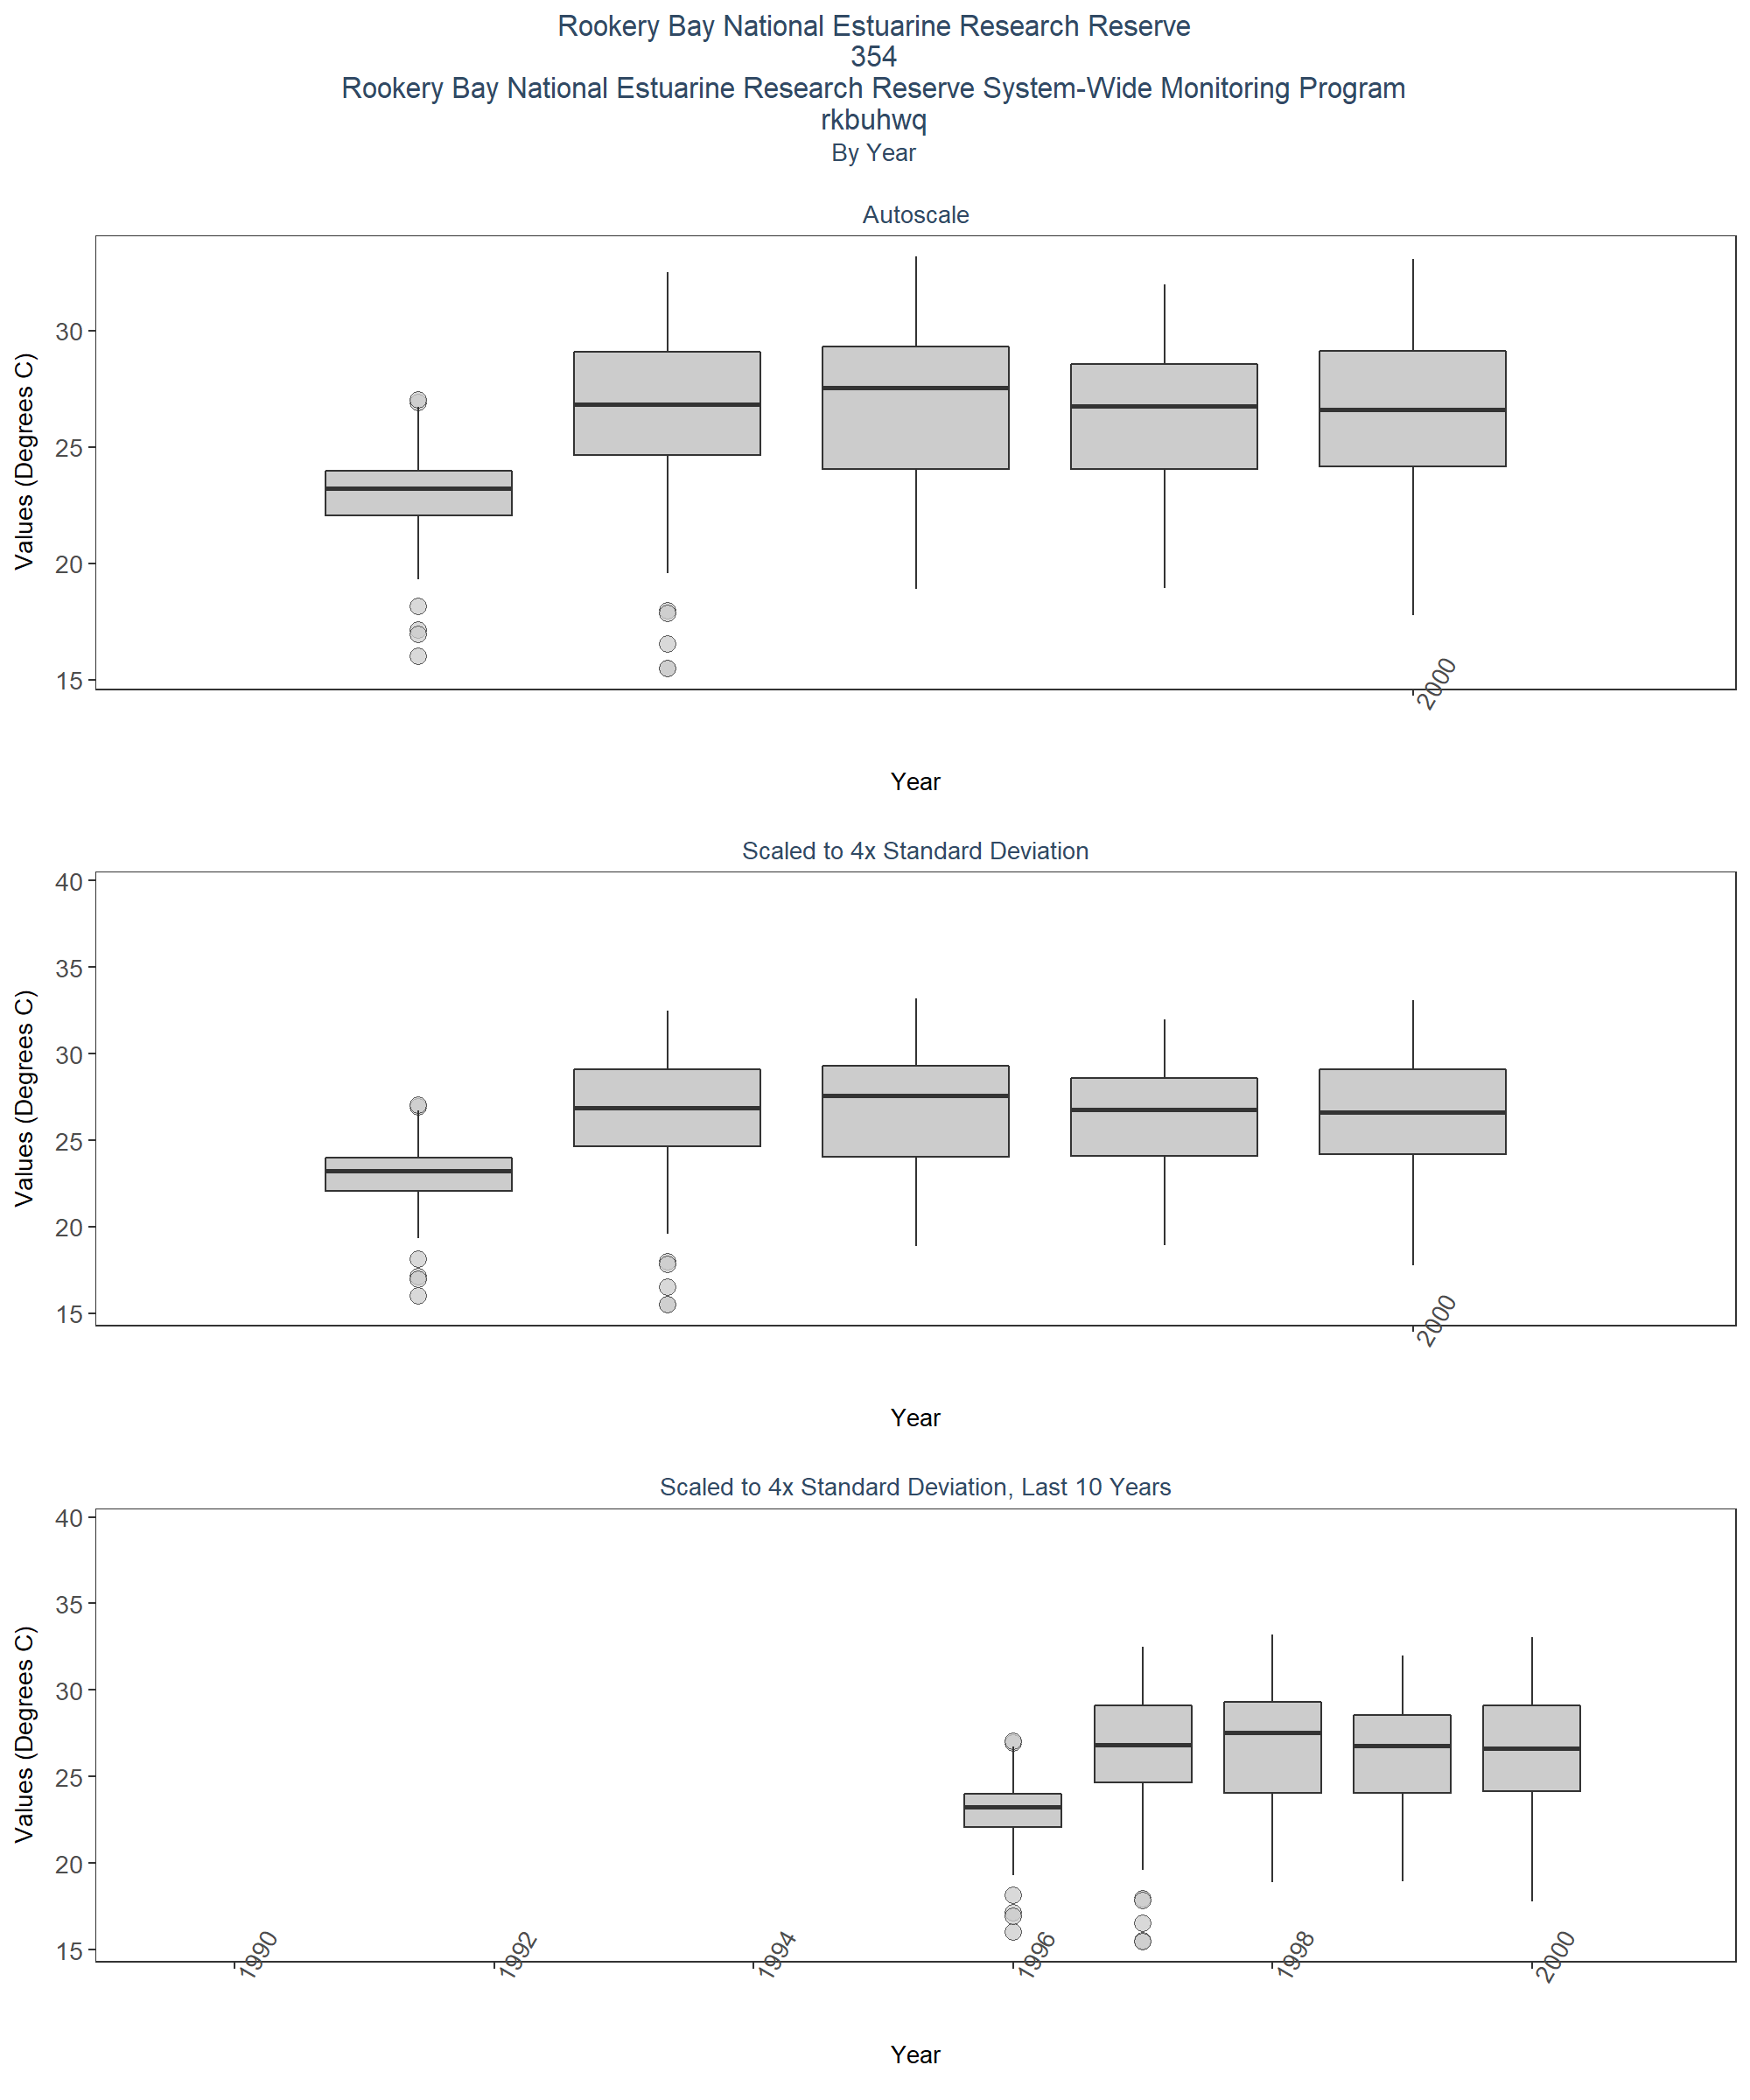 Rookery Bay National Estuarine Research Reserve
354
Rookery Bay National Estuarine Research Reserve System-Wide Monitoring Program
rkbuhwq
By Year
Autoscale
Values (Degrees C)
30
25
20
15
2000
Year
Scaled to 4x Standard Deviation
Values (Degrees C)
40
35
30
25
20
15
2000
Year
Scaled to 4x Standard Deviation, Last 10 Years
Values (Degrees C)
40
35
30
25
20
15
1990 1992 1994 1996 1998 2000
Year